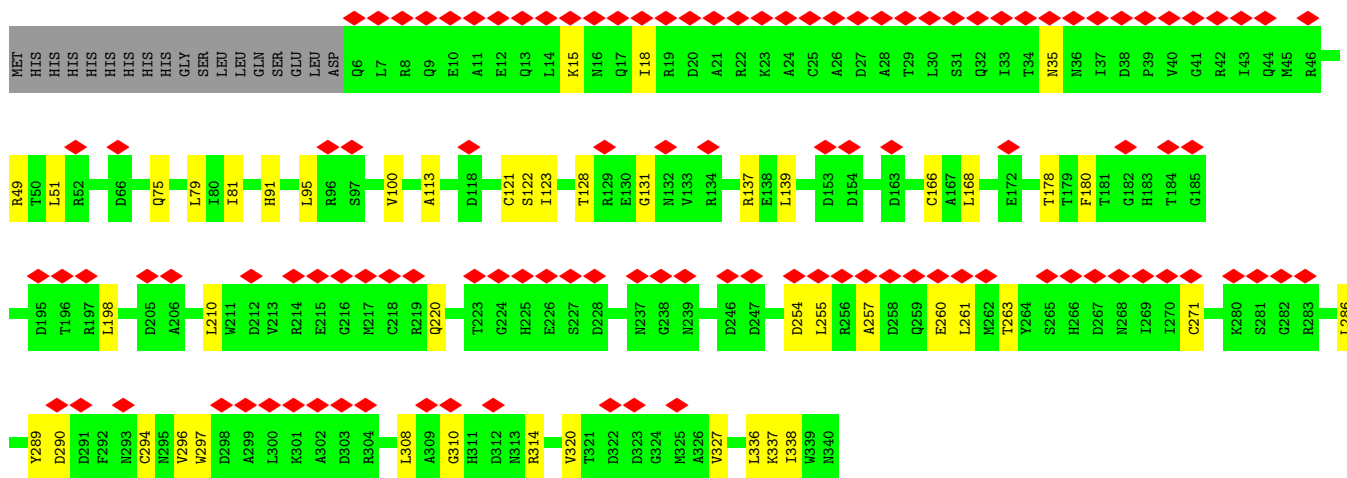 MET HIS HIS HIS HIS HIS HIS GLY SER LEU LEU GLN SER GLU LEU ASP Q6 L7 R8 Q9 E10 A11 E12 Q13 L14 K15 N16 Q17 I18 R19 D20 A21 R22 K23 A24 C25 A26 D27 A28 T29 L30 S31 Q32 I33 T34 N35 N36 I37 D38 P39 V40 G41 R42 I43 Q44 M45 R46
R49 T50 L51 R52 D66 Q75 L79 I80 I81 H91 L95 R96 S97 V100 A113 D118 C121 S122 I123 T128 R129 E130 G131 N132 V133 R134 R137 E138 L139 D153 D154 D163 C166 A167 L168 E172 T178 T179 F180 T181 G182 H183 T184 G185
D195 T196 R197 L198 D205 A206 L210 W211 D212 V213 R214 E215 G216 M217 C218 R219 Q220 T223 G224 H225 E226 S227 D228 N237 G238 N239 D246 D247 D254 L255 R256 A257 D258 Q259 E260 L261 M262 T263 Y264 S265 H266 D267 N268 I269 I270 C271 K280 S281 G282 R283 L286
Y289 D290 D291 F292 N293 C294 N295 V296 W297 D298 A299 L300 K301 A302 D303 R304 L308 A309 G310 H311 D312 N313 R314 V320 T321 D322 D323 G324 M325 A326 V327 L336 K337 I338 W339 N340